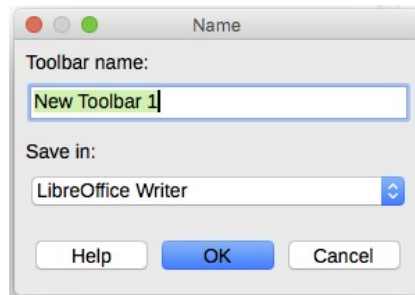 Name
Toolbar name:
New Toolbar 1
Save in:
LibreOffice Writer
Help OK Cancel